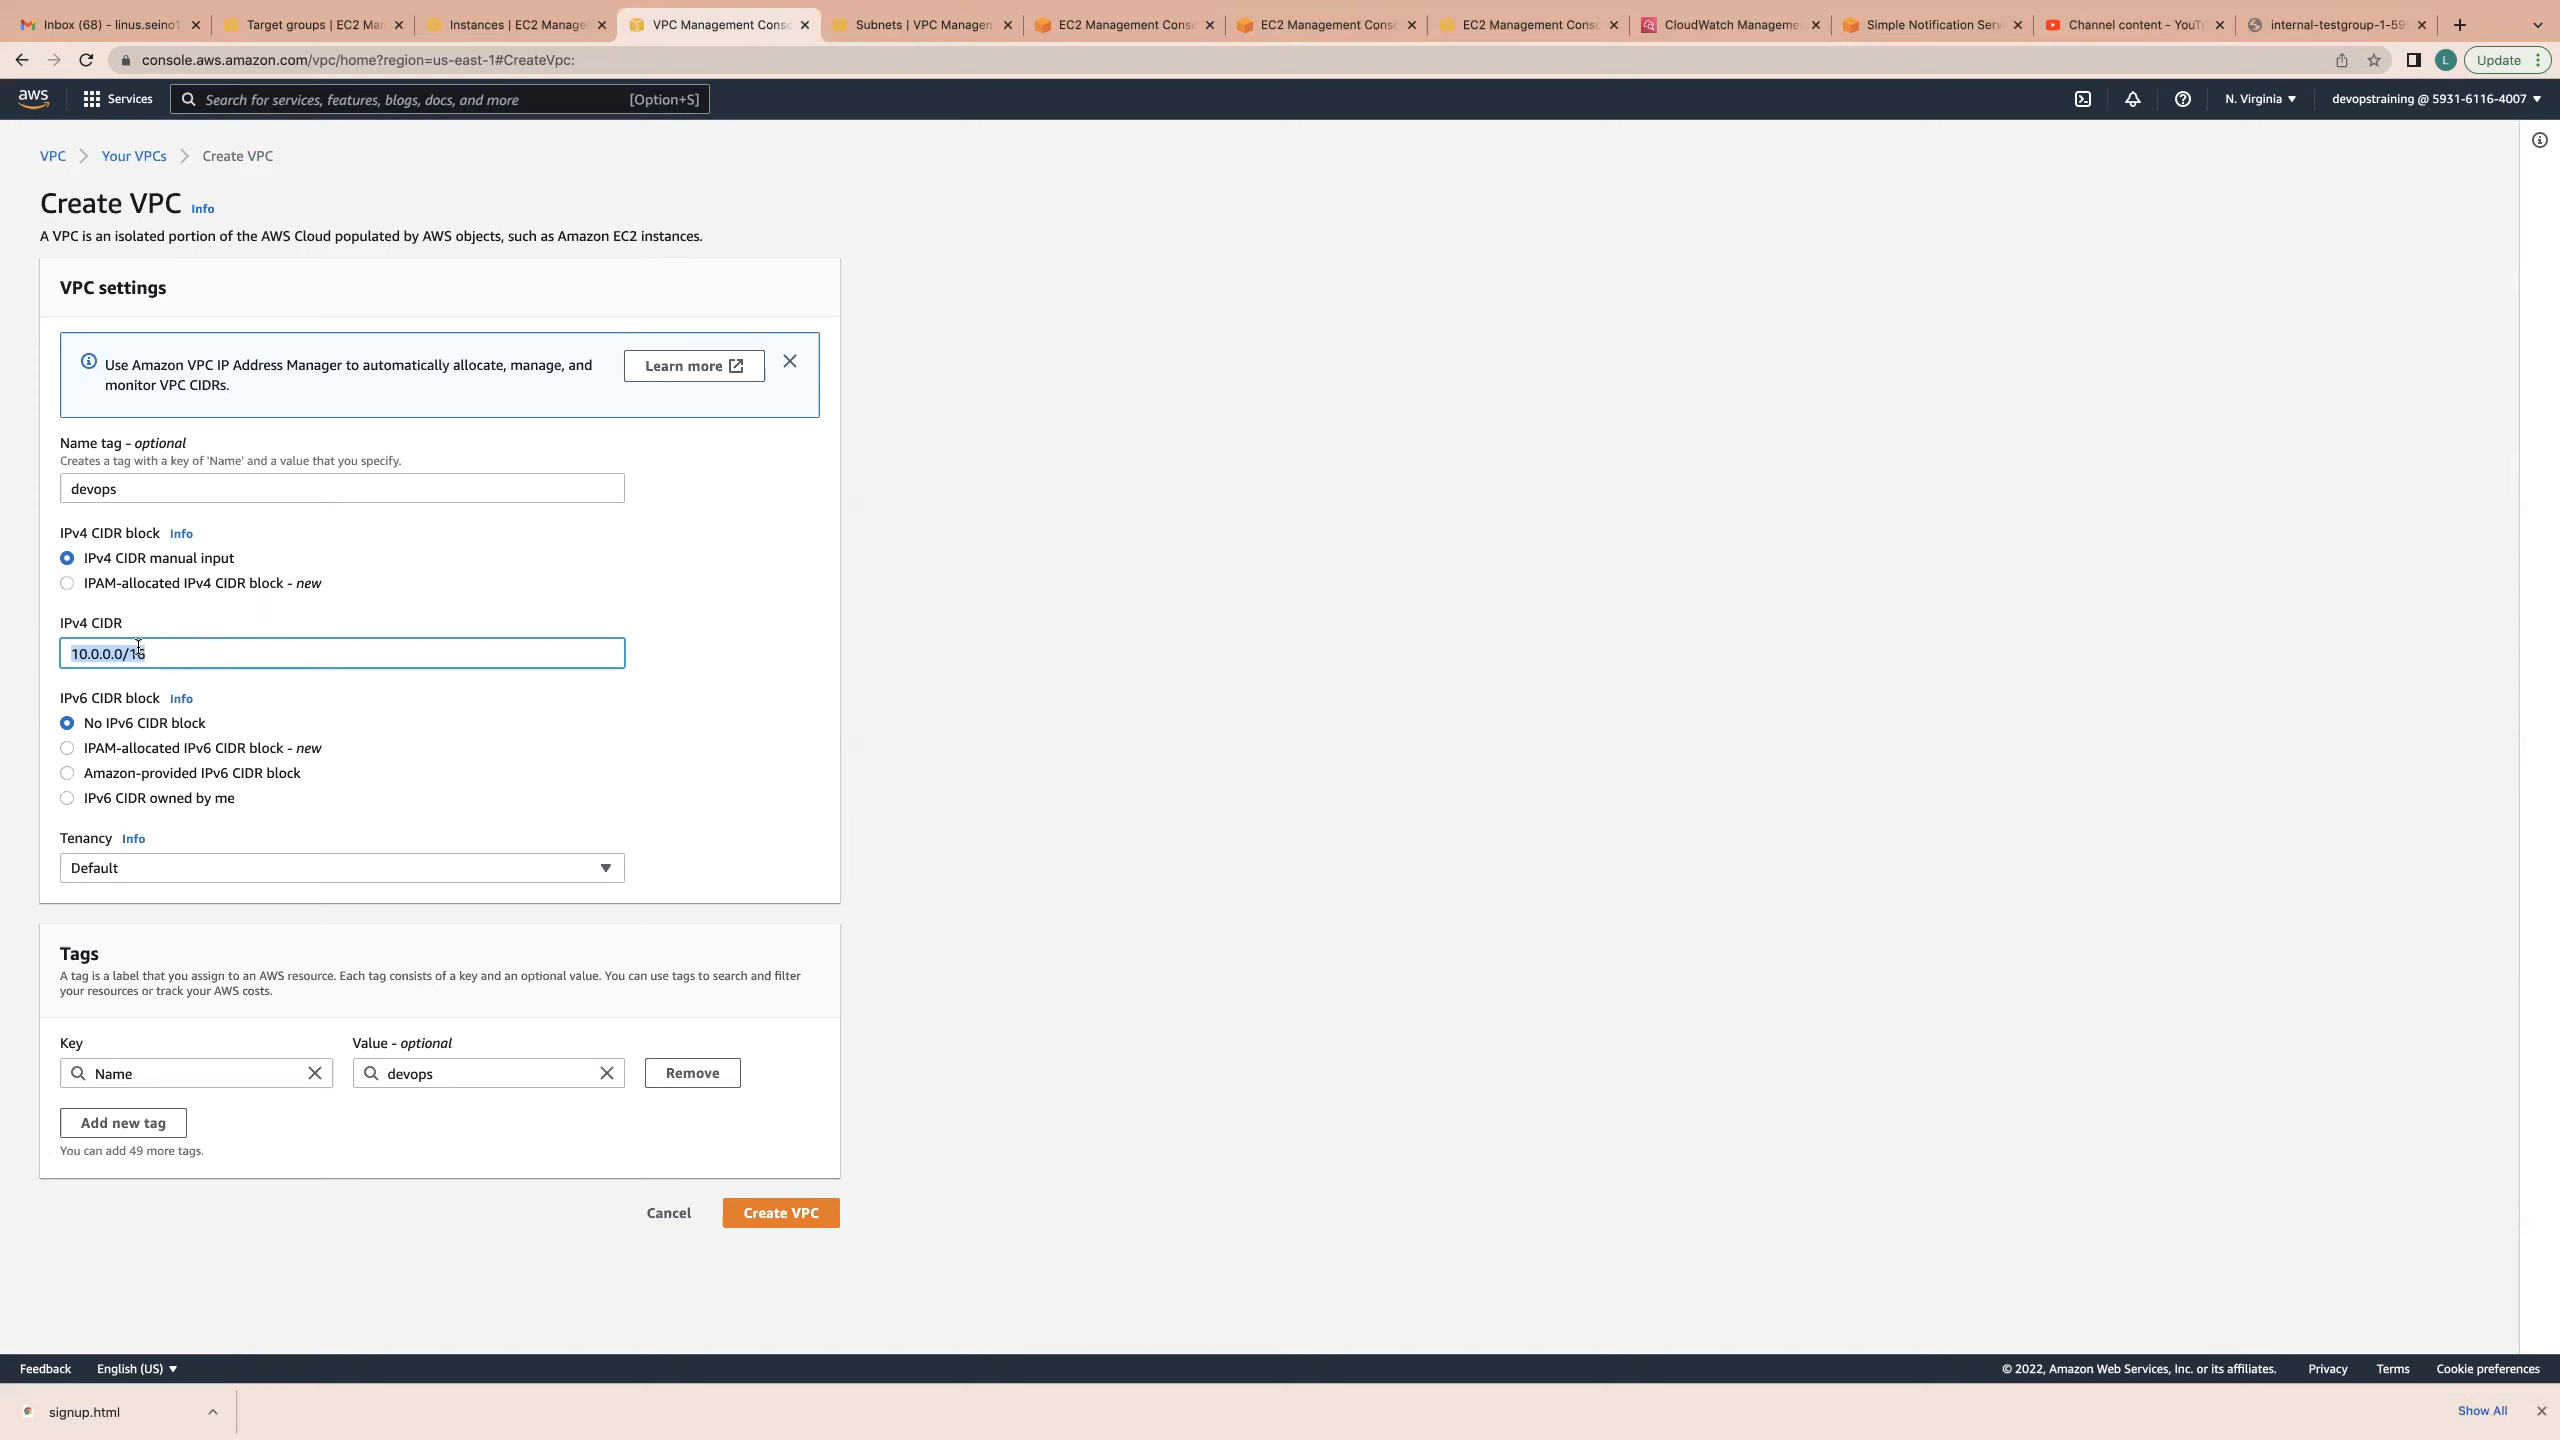 Inbox (68) - linus.seino1
Target groups | EC2 Man
Instances | EC2 Manage
VPC Management Conso
Subnets | VPC Managen
EC2 Management Conso
EC2 Management Conso
EC2 Management Conso
CloudWatch Manageme
Simple Notification Serv
Channel content - YouTu
internal-testgroup-1-59
console.aws.amazon.com/vpc/home?region=us-east-1#CreateVpc:
L
Update
aws
Services
Search for services, features, blogs, docs, and more
[Option+S]
N. Virginia
devopstraining @ 5931-6116-4007
VPC
Your VPCs
Create VPC
Create VPC Info
A VPC is an isolated portion of the AWS Cloud populated by AWS objects, such as Amazon EC2 instances.
VPC settings
Use Amazon VPC IP Address Manager to automatically allocate, manage, and
monitor VPC CIDRs.
Learn more
Name tag - optional
Creates a tag with a key of 'Name' and a value that you specify.
devops
IPv4 CIDR block Info
IPv4 CIDR manual input
IPAM-allocated IPv4 CIDR block - new
IPv4 CIDR
10.0.0.0/16
IPv6 CIDR block Info
No IPv6 CIDR block
IPAM-allocated IPv6 CIDR block - new
Amazon-provided IPv6 CIDR block
IPv6 CIDR owned by me
Tenancy Info
Default
Tags
A tag is a label that you assign to an AWS resource. Each tag consists of a key and an optional value. You can use tags to search and filter
your resources or track your AWS costs.
Key
Value - optional
Name
devops
Remove
Add new tag
You can add 49 more tags.
Cancel
Create VPC
Feedback
English (US)
© 2022, Amazon Web Services, Inc. or its affiliates.
Privacy
Terms
Cookie preferences
signup.html
Show All